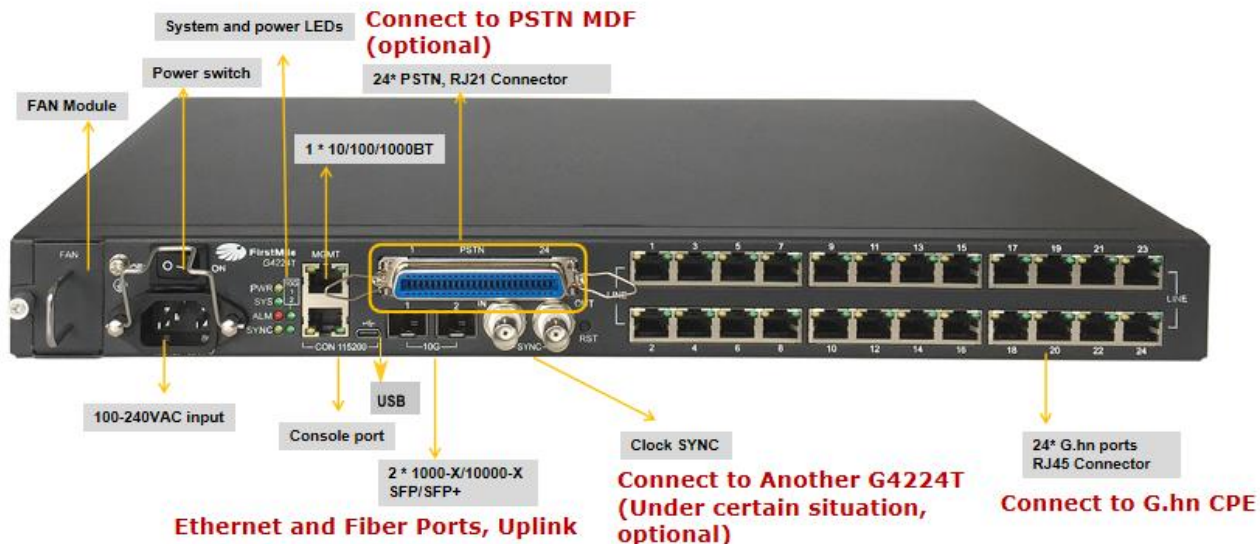 System and power LEDs
Connect to PSTN MDF
(optional)
Power switch
24* PSTN, RJ21 Connector
FAN Module
1 * 10/100/1000BT
FAN
OFF
ON
FirstMile
G4224T
MGMT
1 PSTN 24
PWR
SYS
ALM
SYNC
10G
1
2
CON 115200
1 2
10G
IN
OUT
SYNC
RST
LINE
1 3 5 7 9 11 13 15 17 19 21 23
LINE
2 4 6 8 10 12 14 16 18 20 22 24
100-240VAC input
USB
Console port
2 * 1000-X/10000-X
SFP/SFP+
Clock SYNC
24* G.hn ports
RJ45 Connector
Ethernet and Fiber Ports, Uplink
Connect to Another G4224T
(Under certain situation,
optional)
Connect to G.hn CPE